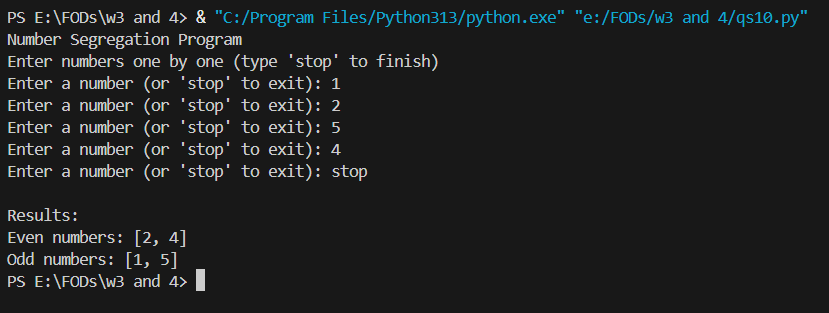 PS E:\FODs\w3 and 4> & "C:/Program Files/Python313/python.exe" "e:/FODs/w3 and 4/qs10.py"
Number Segregation Program
Enter numbers one by one (type 'stop' to finish)
Enter a number (or 'stop' to exit): 1
Enter a number (or 'stop' to exit): 2
Enter a number (or 'stop' to exit): 5
Enter a number (or 'stop' to exit): 4
Enter a number (or 'stop' to exit): stop
Results:
Even numbers: [2, 4]
Odd numbers: [1, 5]
PS E:\FODs\w3 and 4>